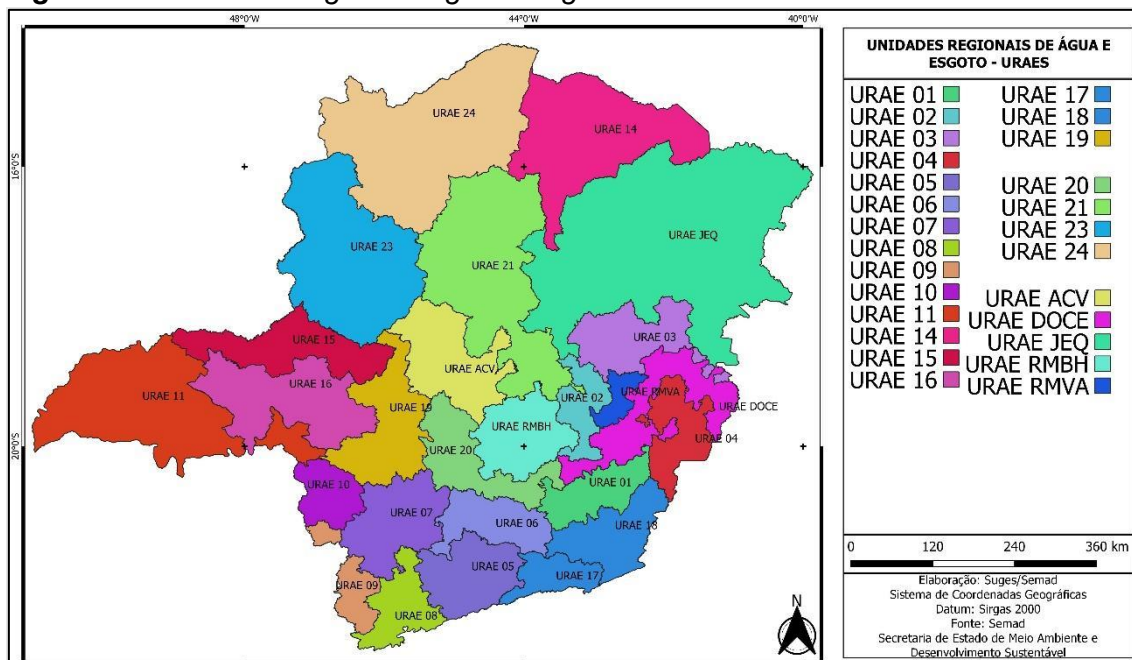 48°0'W
44°0'W
40°0'W
16°0'S
20°0'S
URAE 24
URAE 14
URAE 23
URAE JEQ
URAE 21
URAE 15
URAE 03
URAE ACV
URAE 16
URAE 11
URAE 19
URAE 02
URAE RMVA
URAE DOCE
URAE RMBH
URAE 20
URAE 04
URAE 01
URAE 10
URAE 07
URAE 06
URAE 18
URAE 05
URAE 17
URAE 09
URAE 08
UNIDADES REGIONAIS DE ÁGUA E
ESGOTO - URAES
URAE 01
URAE 02
URAE 03
URAE 04
URAE 05
URAE 06
URAE 07
URAE 08
URAE 09
URAE 10
URAE 11
URAE 14
URAE 15
URAE 16
URAE 17
URAE 18
URAE 19
URAE 20
URAE 21
URAE 23
URAE 24
URAE ACV
URAE DOCE
URAE JEQ
URAE RMBH
URAE RMVA
0 120 240 360 km
Elaboração: Suges/Semad
Sistema de Coordenadas Geográficas
Datum: Sirgas 2000
Fonte: Semad
Secretaria de Estado de Meio Ambiente e
Desenvolvimento Sustentável
N